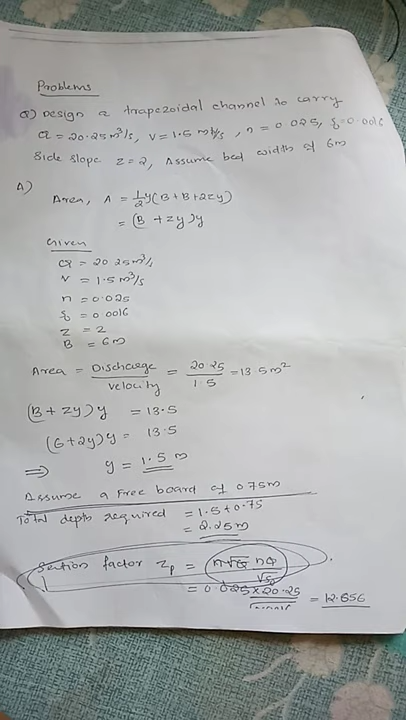 Problems
Q) Design a trapezoidal channel to carry
Q = 20.25 m³/s, V = 1.5 m³/s, n = 0.025, S = 0.0016
Side slope z = 2, Assume bed width of 6m
A)
Area, A = 1/2 y (B + B + 2zy)
= (B + zy) y
Given
Q = 20.25 m³/s
V = 1.5 m³/s
n = 0.025
S = 0.0016
Z = 2
B = 6m
Area = Discharge / velocity = 20.25 / 1.5 = 13.5 m²
(B + zy) y = 13.5
(6 + 2y) y = 13.5
⇒ y = 1.5 m
Assume a Free board of 0.75m
Total depth required = 1.5 + 0.75
= 2.25m
Section factor Zp = nQ / √S₀
= 0.025 × 20.25 / √0.0016 = 12.656